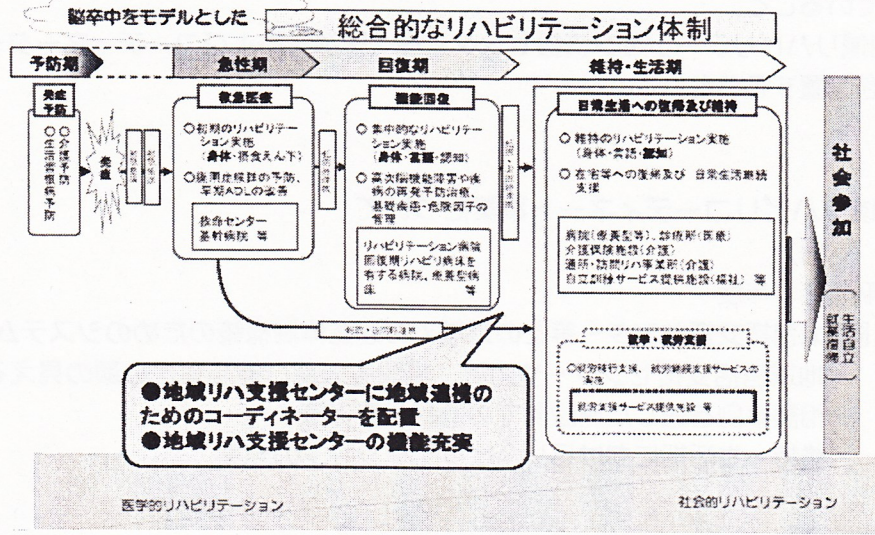 脳卒中をモデルとした
総合的なリハビリテーション体制
予防期
急性期
回復期
維持・生活期
発症
予防
○介護予防
○生活習慣病予防
発症
救急医療
○初期のリハビリテー
ション実施
(身体・摂食えん下)
○廃用症候群の予防、
早期ADLの改善
救命センター
基幹病院 等
機能回復
○ 集中的なリハビリテー
ション実施
(身体・言語・認知)
○ 高次脳機能障害や疾
病の再発予防治療、
基礎疾患・危険因子の
管理
リハビリテーション病院
回復期リハビリ病床を
有する病院、療養型病
床 等
日常生活への復帰及び維持
○ 維持のリハビリテーション実施
(身体・言語・認知)
○ 在宅等への復帰及び 日常生活継続
支援
病院(療養型等)、診療所(医療)
介護保険施設(介護)
通所・訪問リハ事業所(介護)
自立訓練サービス提供施設(福祉) 等
就学・就労支援
○就労移行支援、就労継続支援サービスの
実施
就労支援サービス提供施設 等
社会参加
生活自立
就業復帰
●地域リハ支援センターに地域連携の
ためのコーディネーターを配置
●地域リハ支援センターの機能充実
医学的リハビリテーション
社会的リハビリテーション